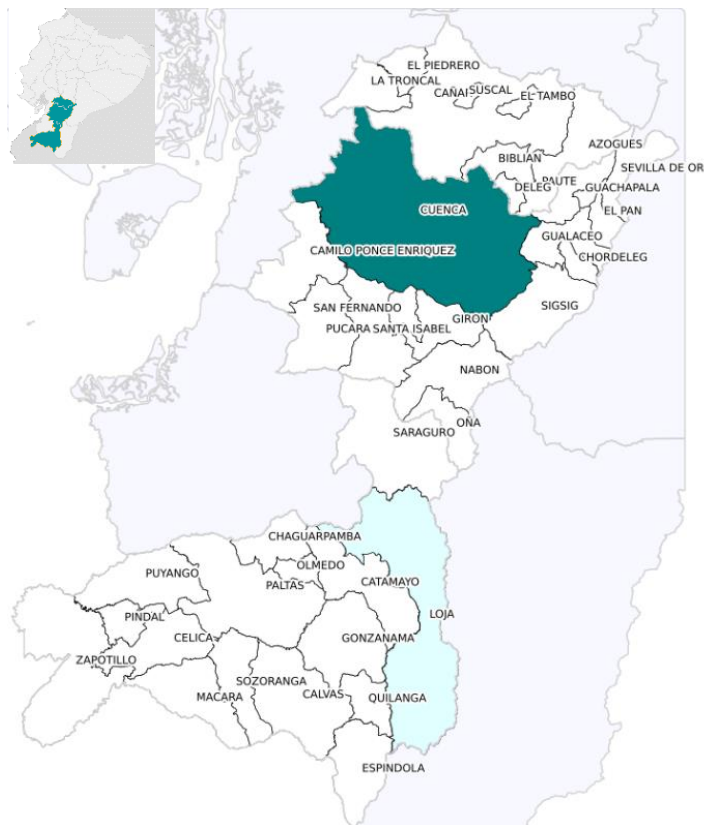 EL PIEDRERO
LA TRONCAL
CAÑAR
SUSCAL
EL TAMBO
AZOGUES
BIBLIAN
SEVILLA DE OR
PAUTE
DELEG
GUACHAPALA
CUENCA
EL PAN
GUALACEO
CAMILO PONCE ENRIQUEZ
CHORDELEG
SIGSIG
SAN FERNANDO
GIRON
PUCARA
SANTA ISABEL
NABON
OÑA
SARAGURO
CHAGUARPAMBA
OLMEDO
PUYANGO
CATAMAYO
PALTAS
LOJA
PINDAL
CELICA
GONZANAMA
ZAPOTILLO
SOZORANGA
MACARA
CALVAS
QUILANGA
ESPINDOLA